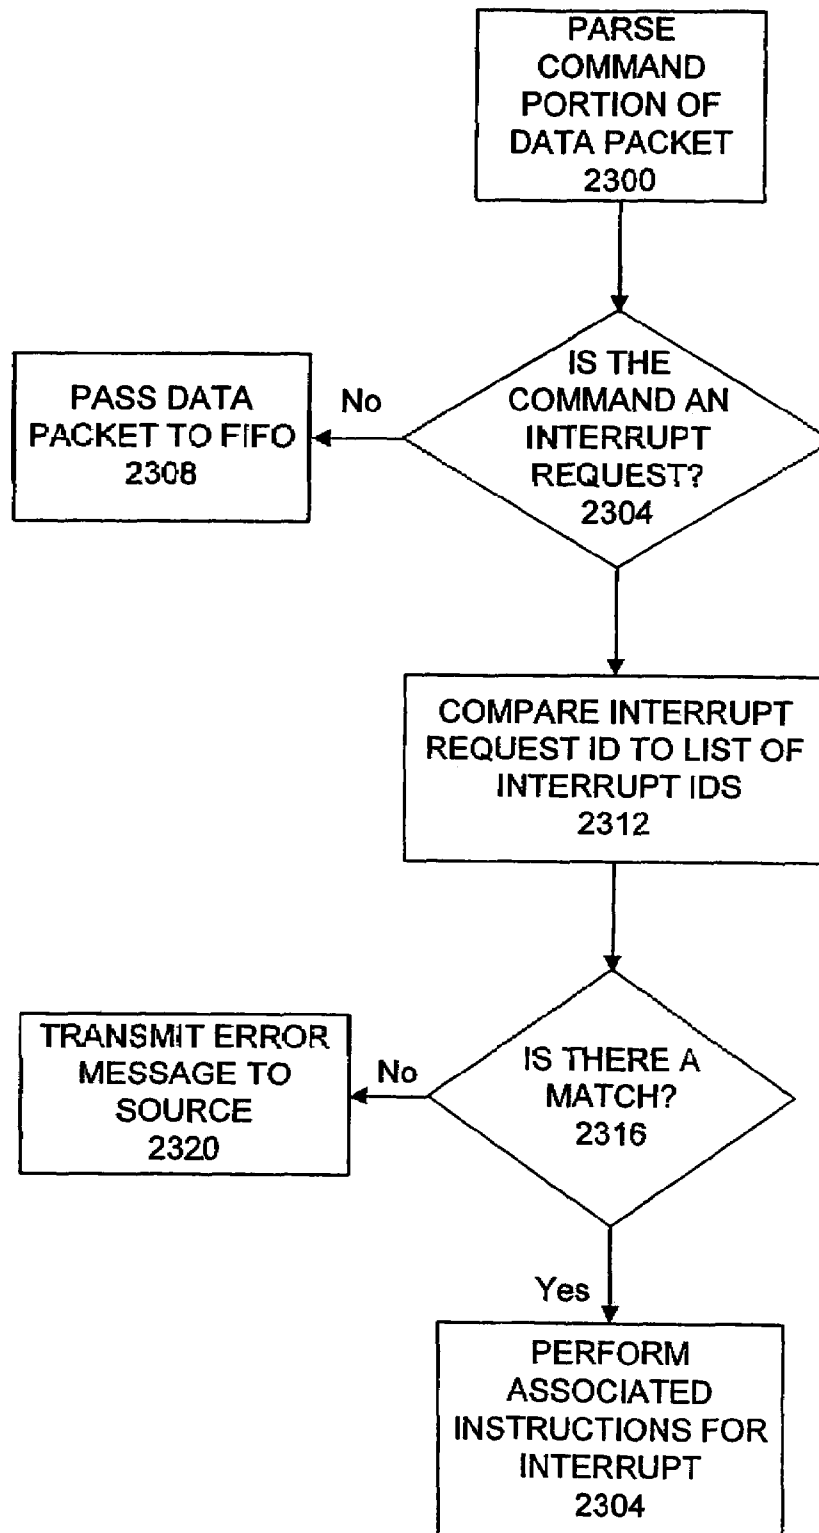 PARSE
COMMAND
PORTION OF
DATA PACKET
2300
IS THE
COMMAND AN
INTERRUPT
REQUEST?
2304
No
PASS DATA
PACKET TO FIFO
2308
COMPARE INTERRUPT
REQUEST ID TO LIST OF
INTERRUPT IDS
2312
IS THERE A
MATCH?
2316
No
TRANSMIT ERROR
MESSAGE TO
SOURCE
2320
Yes
PERFORM
ASSOCIATED
INSTRUCTIONS FOR
INTERRUPT
2304